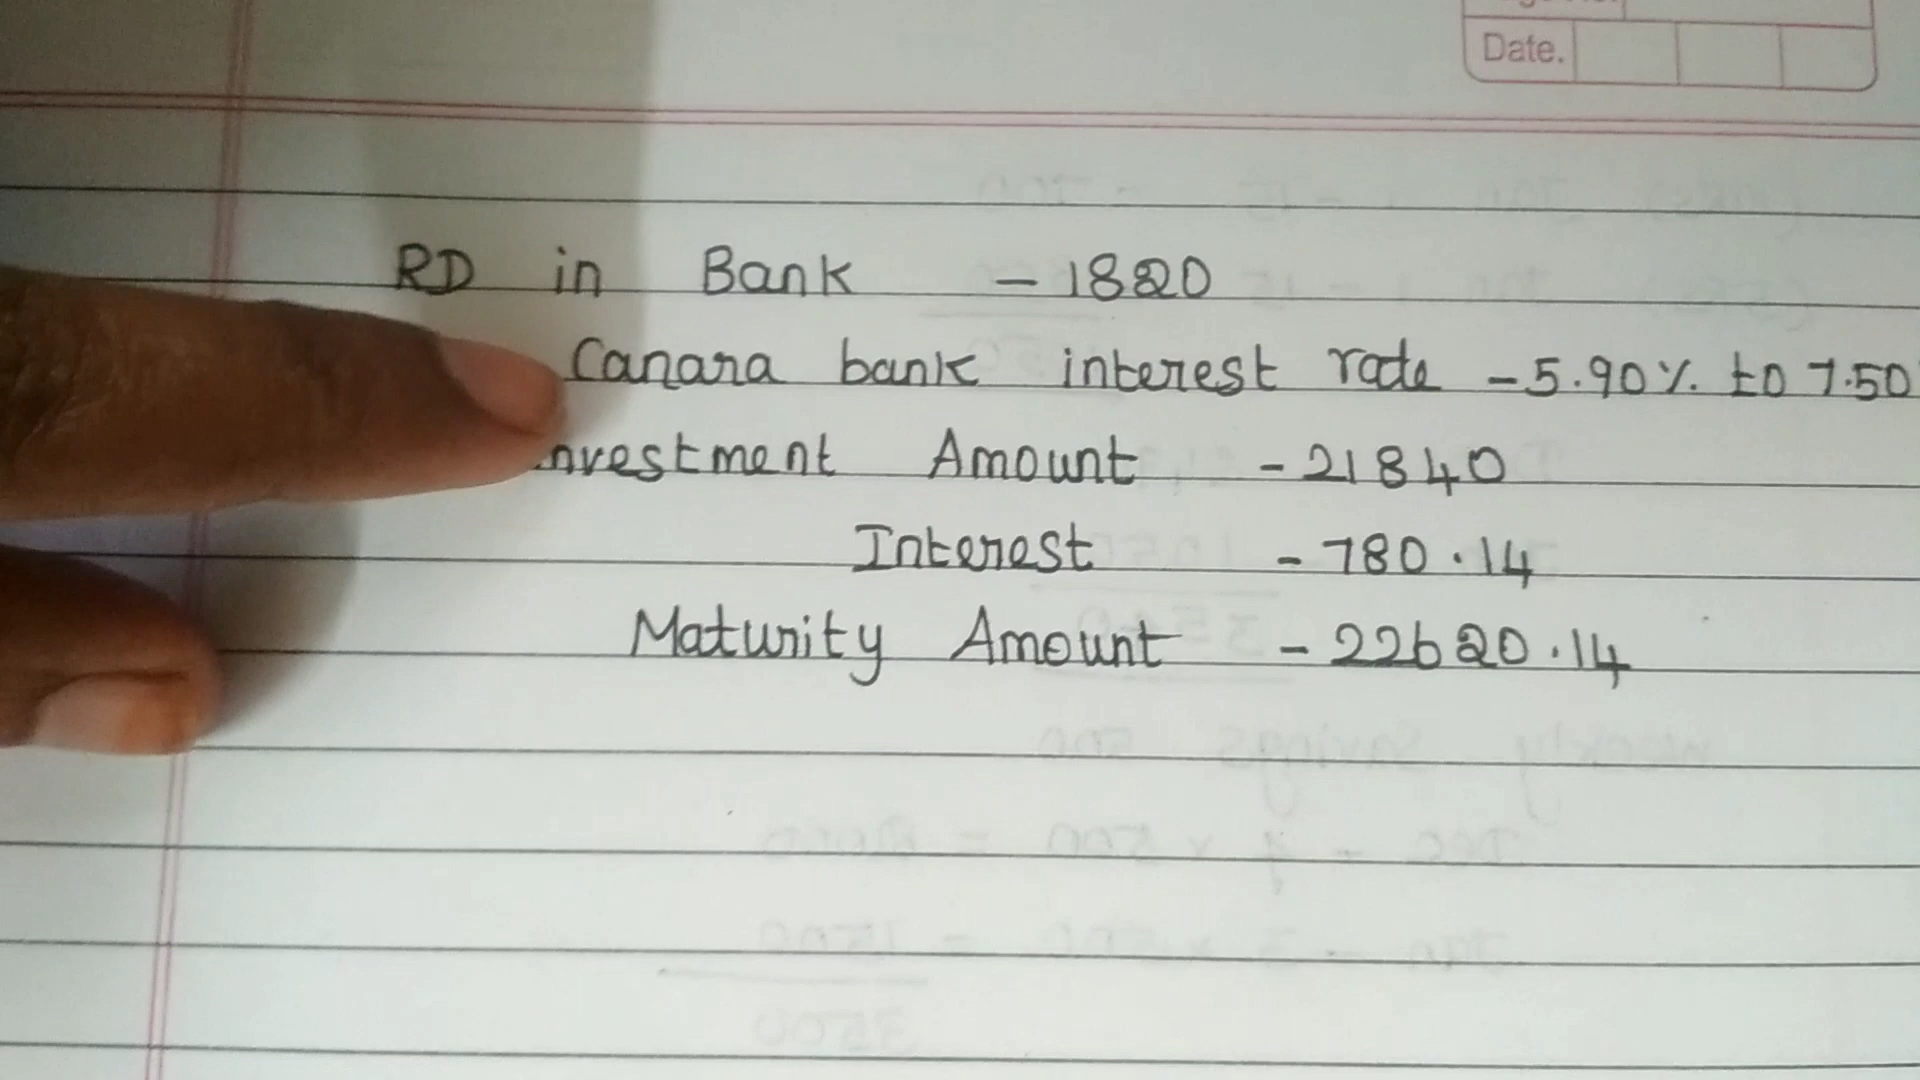 Date.
RD in Bank - 1820
Canara bank interest rate - 5.90% to 7.50
nvestment Amount - 21840
Interest - 780.14
Maturity Amount - 22620.14